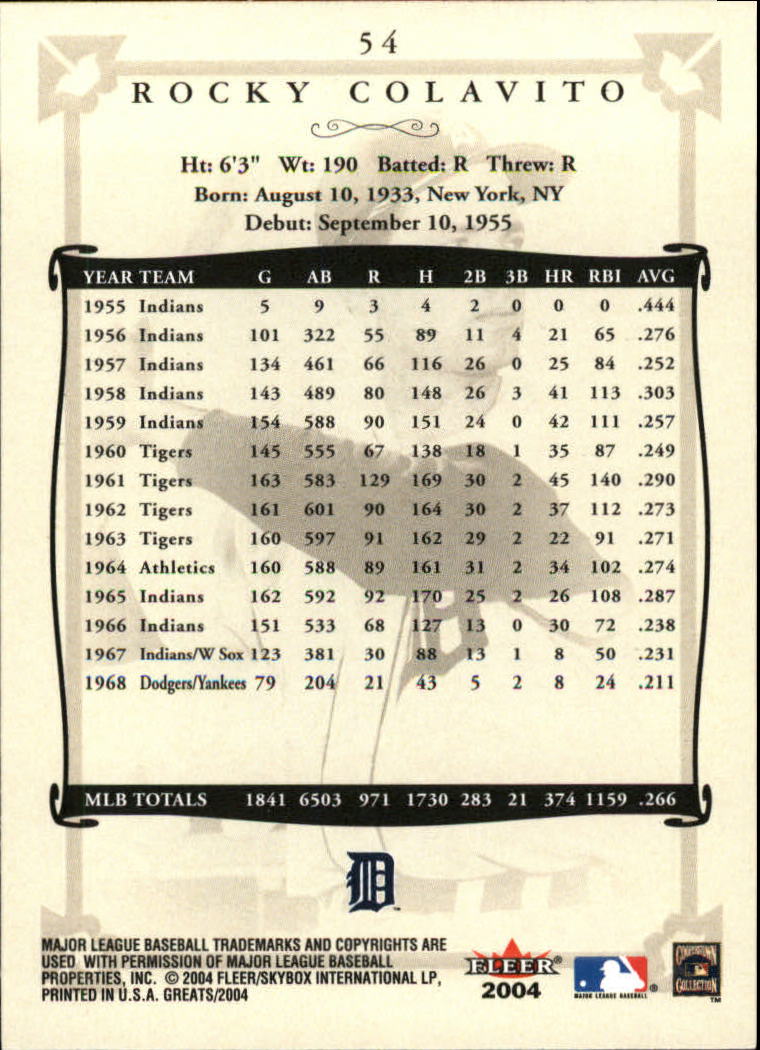 54
ROCKY COLAVITO
Ht: 6'3" Wt: 190 Batted: R Threw: R
Born: August 10, 1933, New York, NY
Debut: September 10, 1955
YEAR TEAM G AB R H 2B 3B HR RBI AVG
1955 Indians 5 9 3 4 2 0 0 0 .444
1956 Indians 101 322 55 89 11 4 21 65 .276
1957 Indians 134 461 66 116 26 0 25 84 .252
1958 Indians 143 489 80 148 26 3 41 113 .303
1959 Indians 154 588 90 151 24 0 42 111 .257
1960 Tigers 145 555 67 138 18 1 35 87 .249
1961 Tigers 163 583 129 169 30 2 45 140 .290
1962 Tigers 161 601 90 164 30 2 37 112 .273
1963 Tigers 160 597 91 162 29 2 22 91 .271
1964 Athletics 160 588 89 161 31 2 34 102 .274
1965 Indians 162 592 92 170 25 2 26 108 .287
1966 Indians 151 533 68 127 13 0 30 72 .238
1967 Indians/W Sox 123 381 30 88 13 1 8 50 .231
1968 Dodgers/Yankees 79 204 21 43 5 2 8 24 .211
MLB TOTALS 1841 6503 971 1730 283 21 374 1159 .266
D
MAJOR LEAGUE BASEBALL TRADEMARKS AND COPYRIGHTS ARE
USED WITH PERMISSION OF MAJOR LEAGUE BASEBALL
PROPERTIES, INC. © 2004 FLEER/SKYBOX INTERNATIONAL LP,
PRINTED IN U.S.A. GREATS/2004
FLEER®
2004
MAJOR LEAGUE BASEBALL ®
COOPERSTOWN
COLLECTION
TM